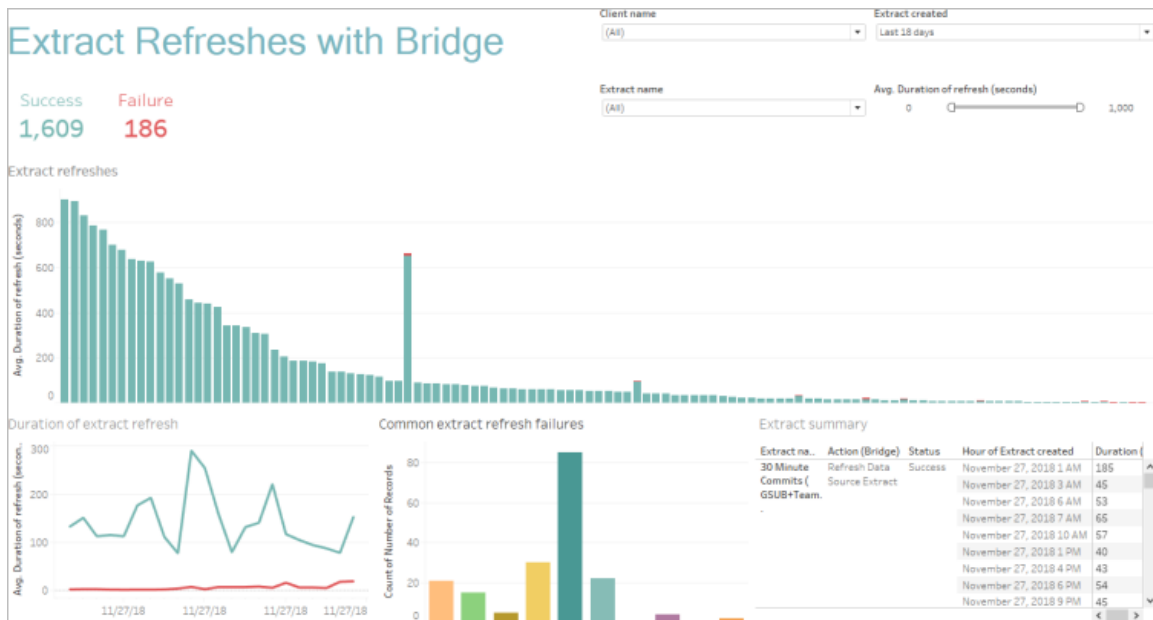 Extract Refreshes with Bridge
Client name
(All)
Extract created
Last 18 days
Extract name
(All)
Avg. Duration of refresh (seconds)
0
1,000
Success
1,609
Failure
186
Extract refreshes
Avg. Duration of refresh (seconds)
800
600
400
200
0
Duration of extract refresh
Avg. Duration of refresh (secon..
300
200
100
0
11/27/18
11/27/18
11/27/18
11/27/18
Common extract refresh failures
Count of Number of Records
80
60
40
20
0
Extract summary
Extract na.. Action (Bridge) Status Hour of Extract created Duration (
30 Minute Refresh Data Success November 27, 2018 1 AM 185
Commits ( Source Extract November 27, 2018 3 AM 45
GSUB+Team. November 27, 2018 6 AM 53
November 27, 2018 7 AM 65
November 27, 2018 10 AM 57
November 27, 2018 1 PM 40
November 27, 2018 4 PM 43
November 27, 2018 6 PM 54
November 27, 2018 9 PM 45